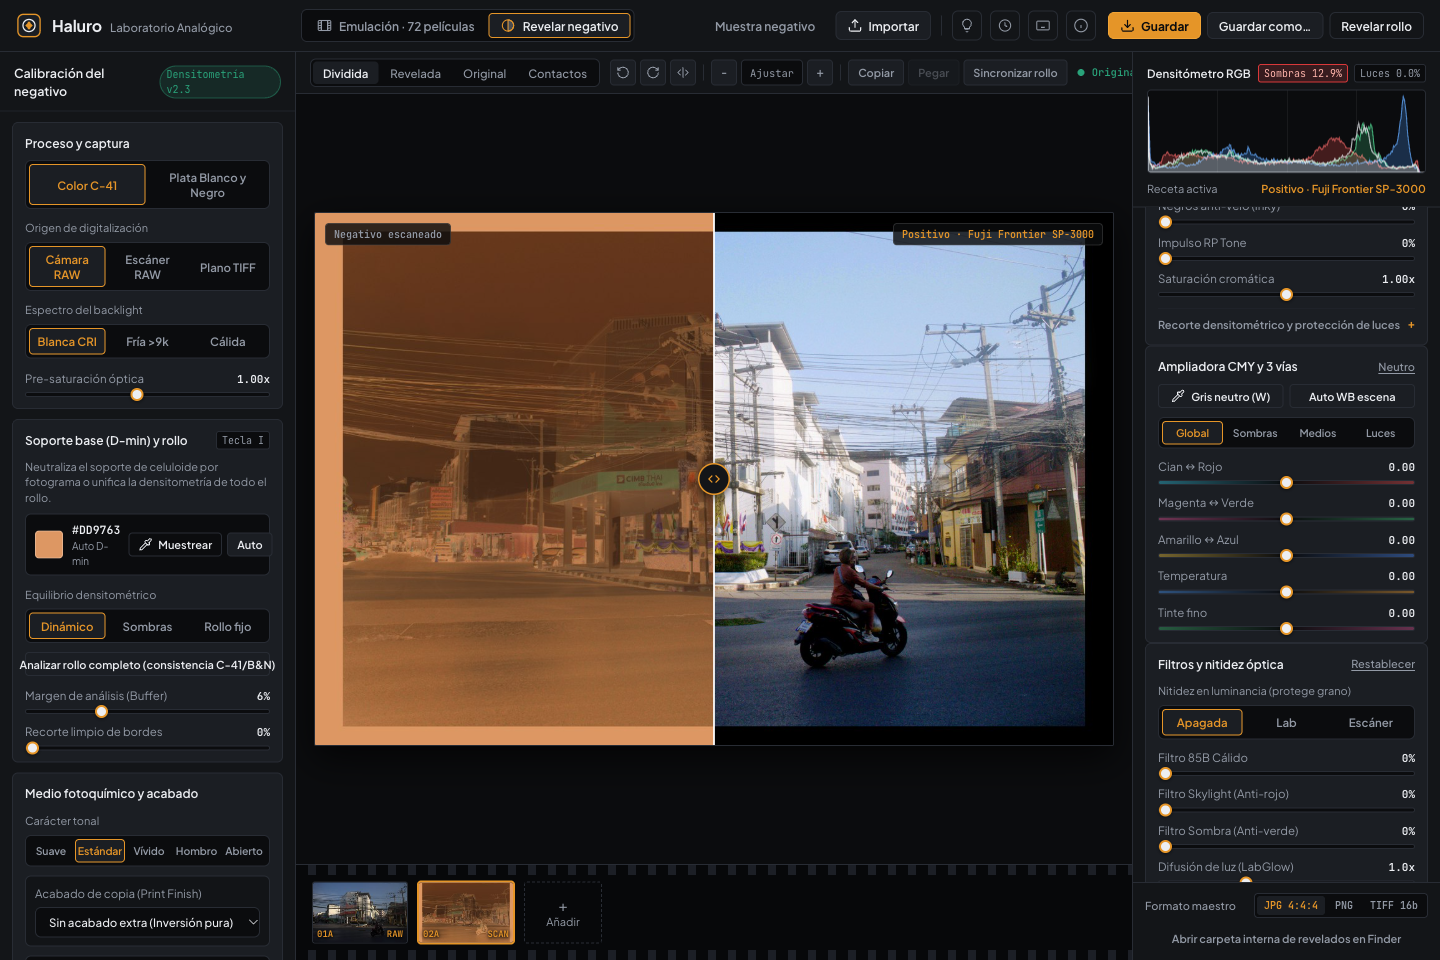 Haluro Laboratorio Analógico
Emulación · 72 películas
Revelar negativo
Muestra negativo
Importar
Guardar
Guardar como...
Revelar rollo
Calibración del
negativo
Densitometría
v2.3
Proceso y captura
Color C-41
Plata Blanco y
Negro
Origen de digitalización
Cámara
RAW
Escáner
RAW
Plano TIFF
Espectro del backlight
Blanca CRI
Fría >9k
Cálida
Pre-saturación óptica 1.00x
Soporte base (D-min) y rollo Tecla I
Neutraliza el soporte de celuloide por
fotograma o unifica la densitometría de todo el
rollo.
#DD9763
Auto D-
min
Muestrear
Auto
Equilibrio densitométrico
Dinámico
Sombras
Rollo fijo
Analizar rollo completo (consistencia C-41/B&N)
Margen de análisis (Buffer) 6%
Recorte limpio de bordes 0%
Medio fotoquímico y acabado
Carácter tonal
Suave
Estándar
Vívido
Hombro
Abierto
Acabado de copia (Print Finish)
Sin acabado extra (Inversión pura)
Dividida
Revelada
Original
Contactos
-
Ajustar
+
Copiar
Pegar
Sincronizar rollo
Origina
Negativo escaneado
Positivo · Fuji Frontier SP-3000
CIMB THAI
01A RAW
02A SCAN
+
Añadir
Densitómetro RGB
Sombras 12.9%
Luces 0.0%
Receta activa Positivo · Fuji Frontier SP-3000
Negros anti-velo (Inky) 0%
Impulso RP Tone 0%
Saturación cromática 1.00x
Recorte densitométrico y protección de luces +
Ampliadora CMY y 3 vías Neutro
Gris neutro (W)
Auto WB escena
Global
Sombras
Medios
Luces
Cian ↔ Rojo 0.00
Magenta ↔ Verde 0.00
Amarillo ↔ Azul 0.00
Temperatura 0.00
Tinte fino 0.00
Filtros y nitidez óptica Restablecer
Nitidez en luminancia (protege grano)
Apagada
Lab
Escáner
Filtro 85B Cálido 0%
Filtro Skylight (Anti-rojo) 0%
Filtro Sombra (Anti-verde) 0%
Difusión de luz (LabGlow) 1.0x
Formato maestro
JPG 4:4:4
PNG
TIFF 16b
Abrir carpeta interna de revelados en Finder